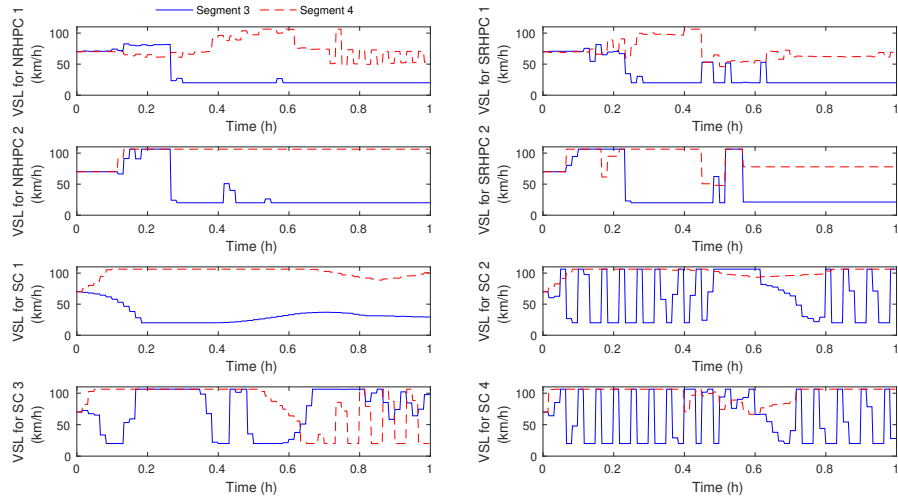 Segment 3 Segment 4
VSL for NRHPC 1
(km/h)
100
50
0
0 0.2 0.4 0.6 0.8 1
Time (h)
VSL for SRHPC 1
(km/h)
100
50
0
0 0.2 0.4 0.6 0.8 1
Time (h)
VSL for NRHPC 2
(km/h)
100
50
0
0 0.2 0.4 0.6 0.8 1
Time (h)
VSL for SRHPC 2
(km/h)
100
50
0
0 0.2 0.4 0.6 0.8 1
Time (h)
VSL for SC 1
(km/h)
100
50
0
0 0.2 0.4 0.6 0.8 1
Time (h)
VSL for SC 2
(km/h)
100
50
0
0 0.2 0.4 0.6 0.8 1
Time (h)
VSL for SC 3
(km/h)
100
50
0
0 0.2 0.4 0.6 0.8 1
Time (h)
VSL for SC 4
(km/h)
100
50
0
0 0.2 0.4 0.6 0.8 1
Time (h)